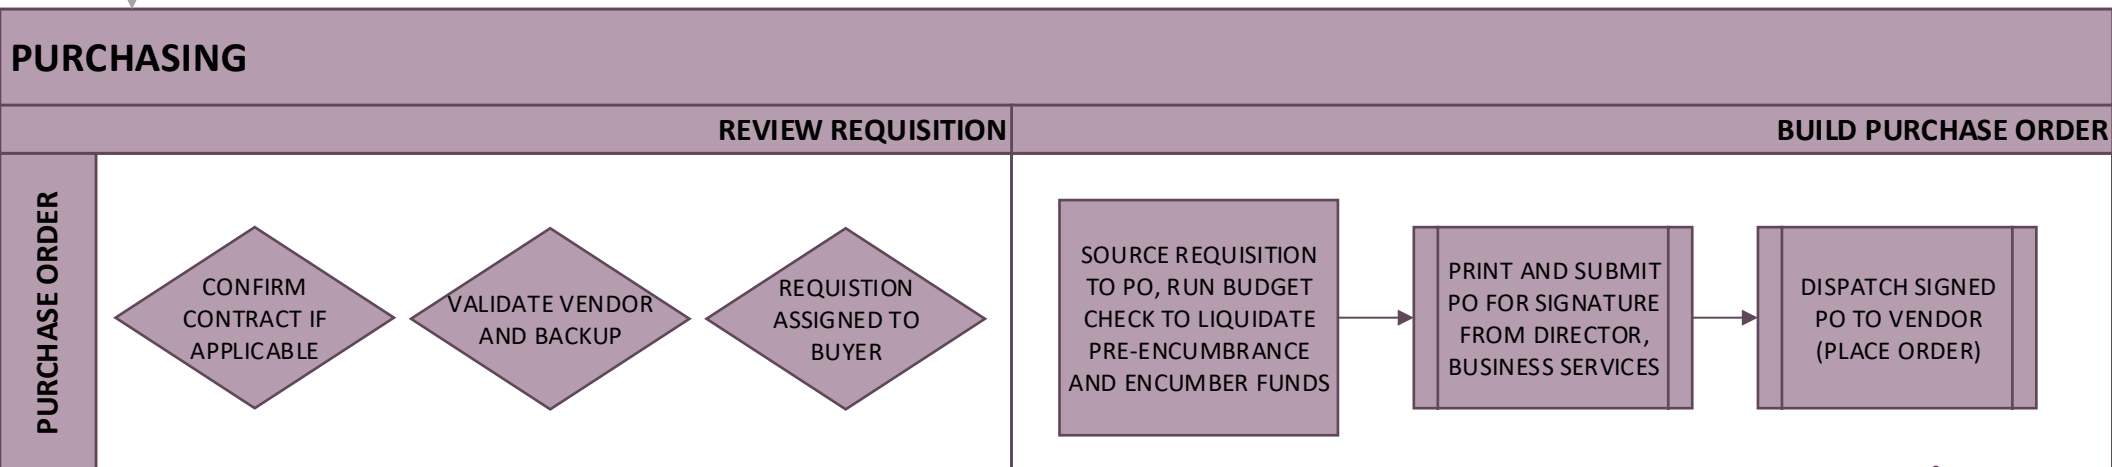 PURCHASING
REVIEW REQUISITION
BUILD PURCHASE ORDER
PURCHASE ORDER
CONFIRM
CONTRACT IF
APPLICABLE
VALIDATE VENDOR
AND BACKUP
REQUISTION
ASSIGNED TO
BUYER
SOURCE REQUISITION
TO PO, RUN BUDGET
CHECK TO LIQUIDATE
PRE-ENCUMBRANCE
AND ENCUMBER FUNDS
PRINT AND SUBMIT
PO FOR SIGNATURE
FROM DIRECTOR,
BUSINESS SERVICES
DISPATCH SIGNED
PO TO VENDOR
(PLACE ORDER)